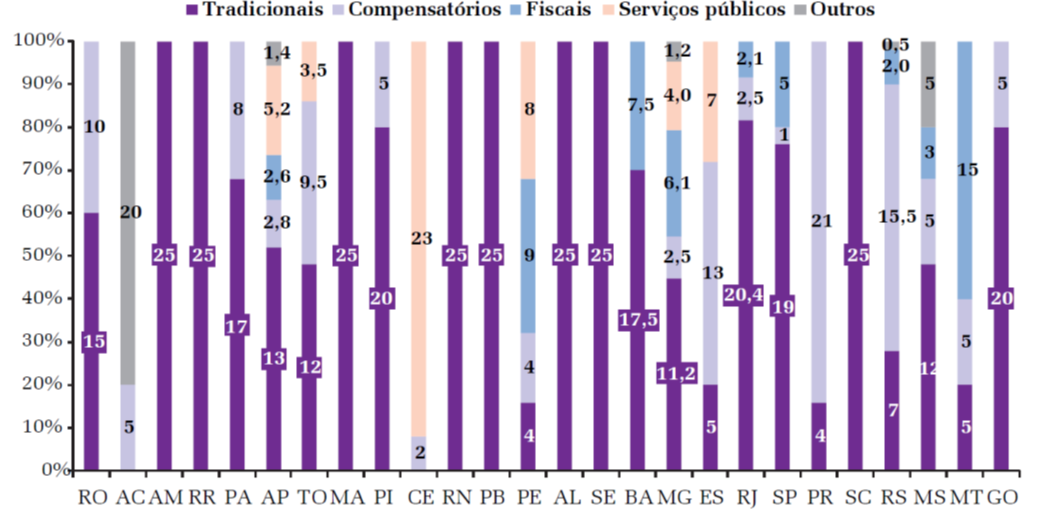 Tradicionais Compensatórios Fiscais Serviços públicos Outros
100%
90%
80%
70%
60%
50%
40%
30%
20%
10%
0%
15 10
5 20
25
25
17 8
13 2,8 2,6 5,2 1,4
12 9,5 3,5
25
20 5
2 23
25
25
4 4 9 8
25
25
17,5 7,5
11,2 2,5 6,1 4,0 1,2
5 13 7
20,4 2,5 2,1
19 1 5
4 21
25
7 15,5 2,0 0,5
12 5 3 5
5 5 15
20 5
RO AC AM RR PA AP TO MA PI CE RN PB PE AL SE BA MG ES RJ SP PR SC RS MS MT GO